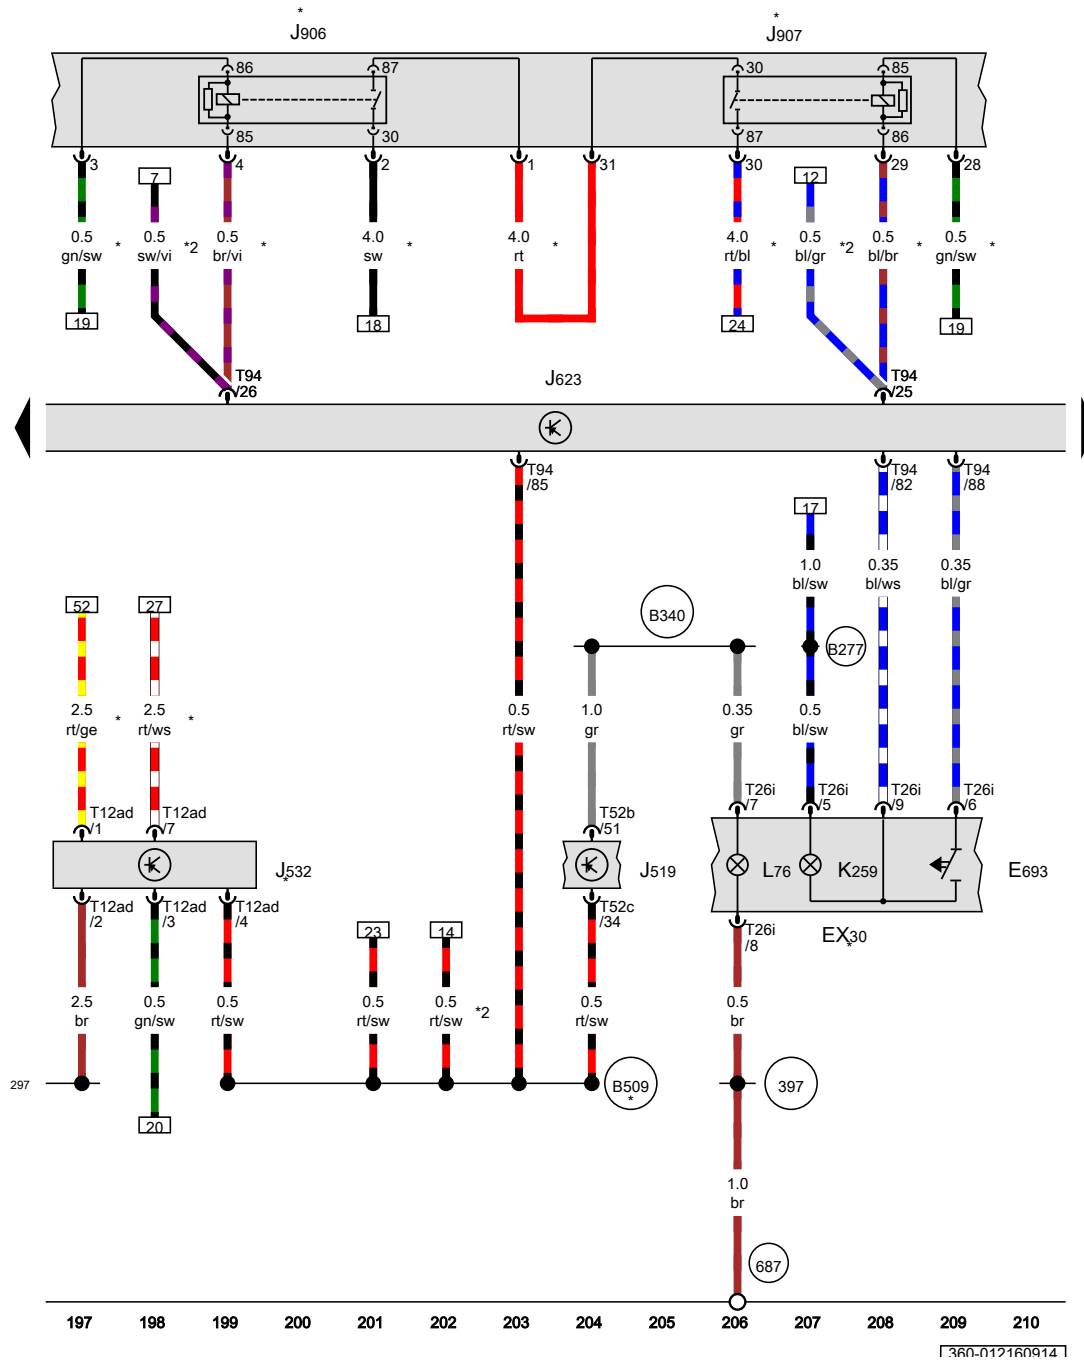 *
J906
*
J907
86
87
30
85
85
30
87
86
3
4
2
1
31
30
29
28
7
12
0.5
gn/sw
*
0.5
sw/vi
*2
0.5
br/vi
*
4.0
sw
*
4.0
rt
*
4.0
rt/bl
*
0.5
bl/gr
*2
0.5
bl/br
*
0.5
gn/sw
*
19
18
24
19
T94
/26
J623
T94
/25
T94
/85
T94
/82
T94
/88
17
1.0
bl/sw
0.35
bl/ws
0.35
bl/gr
52
27
B340
B277
2.5
rt/ge
*
2.5
rt/ws
*
0.5
rt/sw
1.0
gr
0.35
gr
0.5
bl/sw
T12ad
/1
T12ad
/7
T52b
/51
T26i
/7
T26i
/5
T26i
/9
T26i
/6
J532
*
J519
L76
K259
E693
T12ad
/2
T12ad
/3
T12ad
/4
T52c
/34
T26i
/8
EX30
*
23
14
2.5
br
0.5
gn/sw
0.5
rt/sw
0.5
rt/sw
0.5
rt/sw
*2
0.5
rt/sw
0.5
br
297
B509
*
397
20
1.0
br
687
197 198 199 200 201 202 203 204 205 206 207 208 209 210
360-012160914